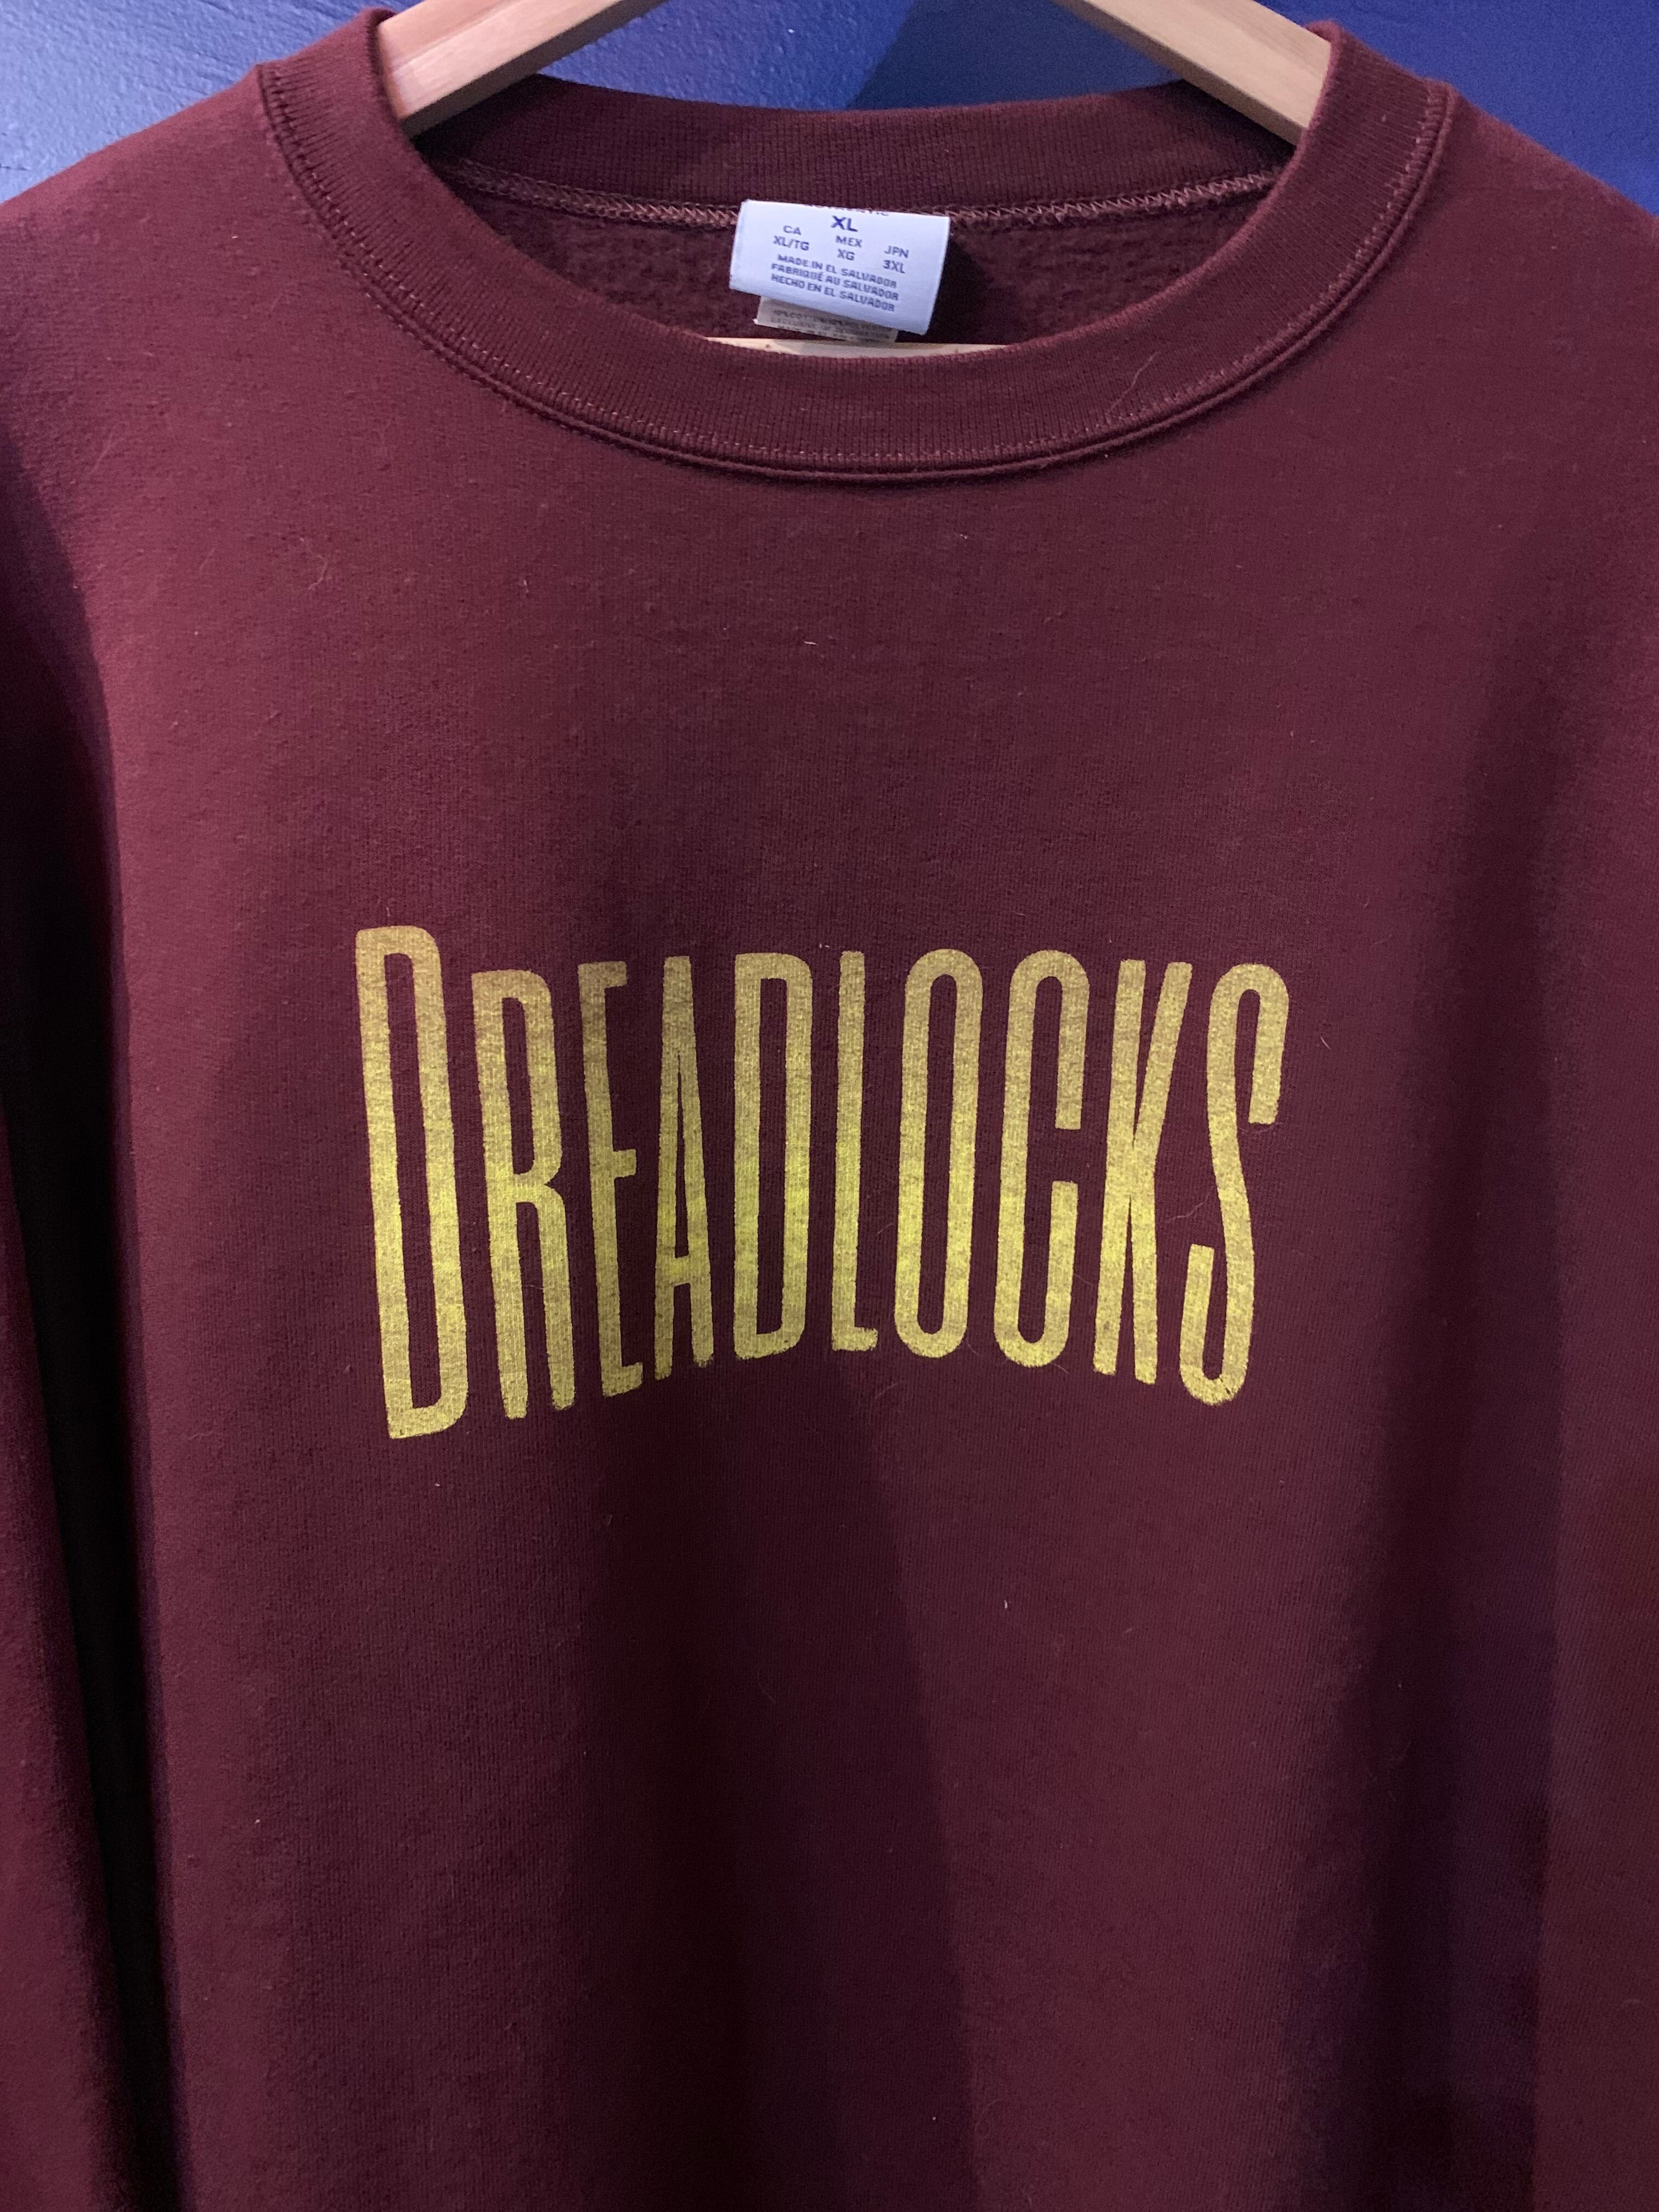 XL
CA MEX JPN
XL/TG XG 3XL
MADE IN EL SALVADOR
FABRIQUÉ AU SALVADOR
HECHO EN EL SALVADOR
DREADLOCKS